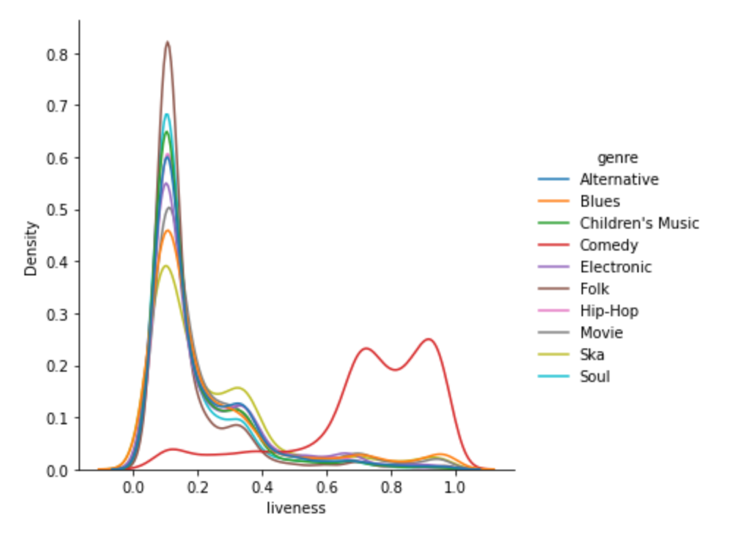 0.8
0.7
0.6
0.5
0.4
0.3
0.2
0.1
0.0
Density
0.0 0.2 0.4 0.6 0.8 1.0
liveness
genre
Alternative
Blues
Children's Music
Comedy
Electronic
Folk
Hip-Hop
Movie
Ska
Soul